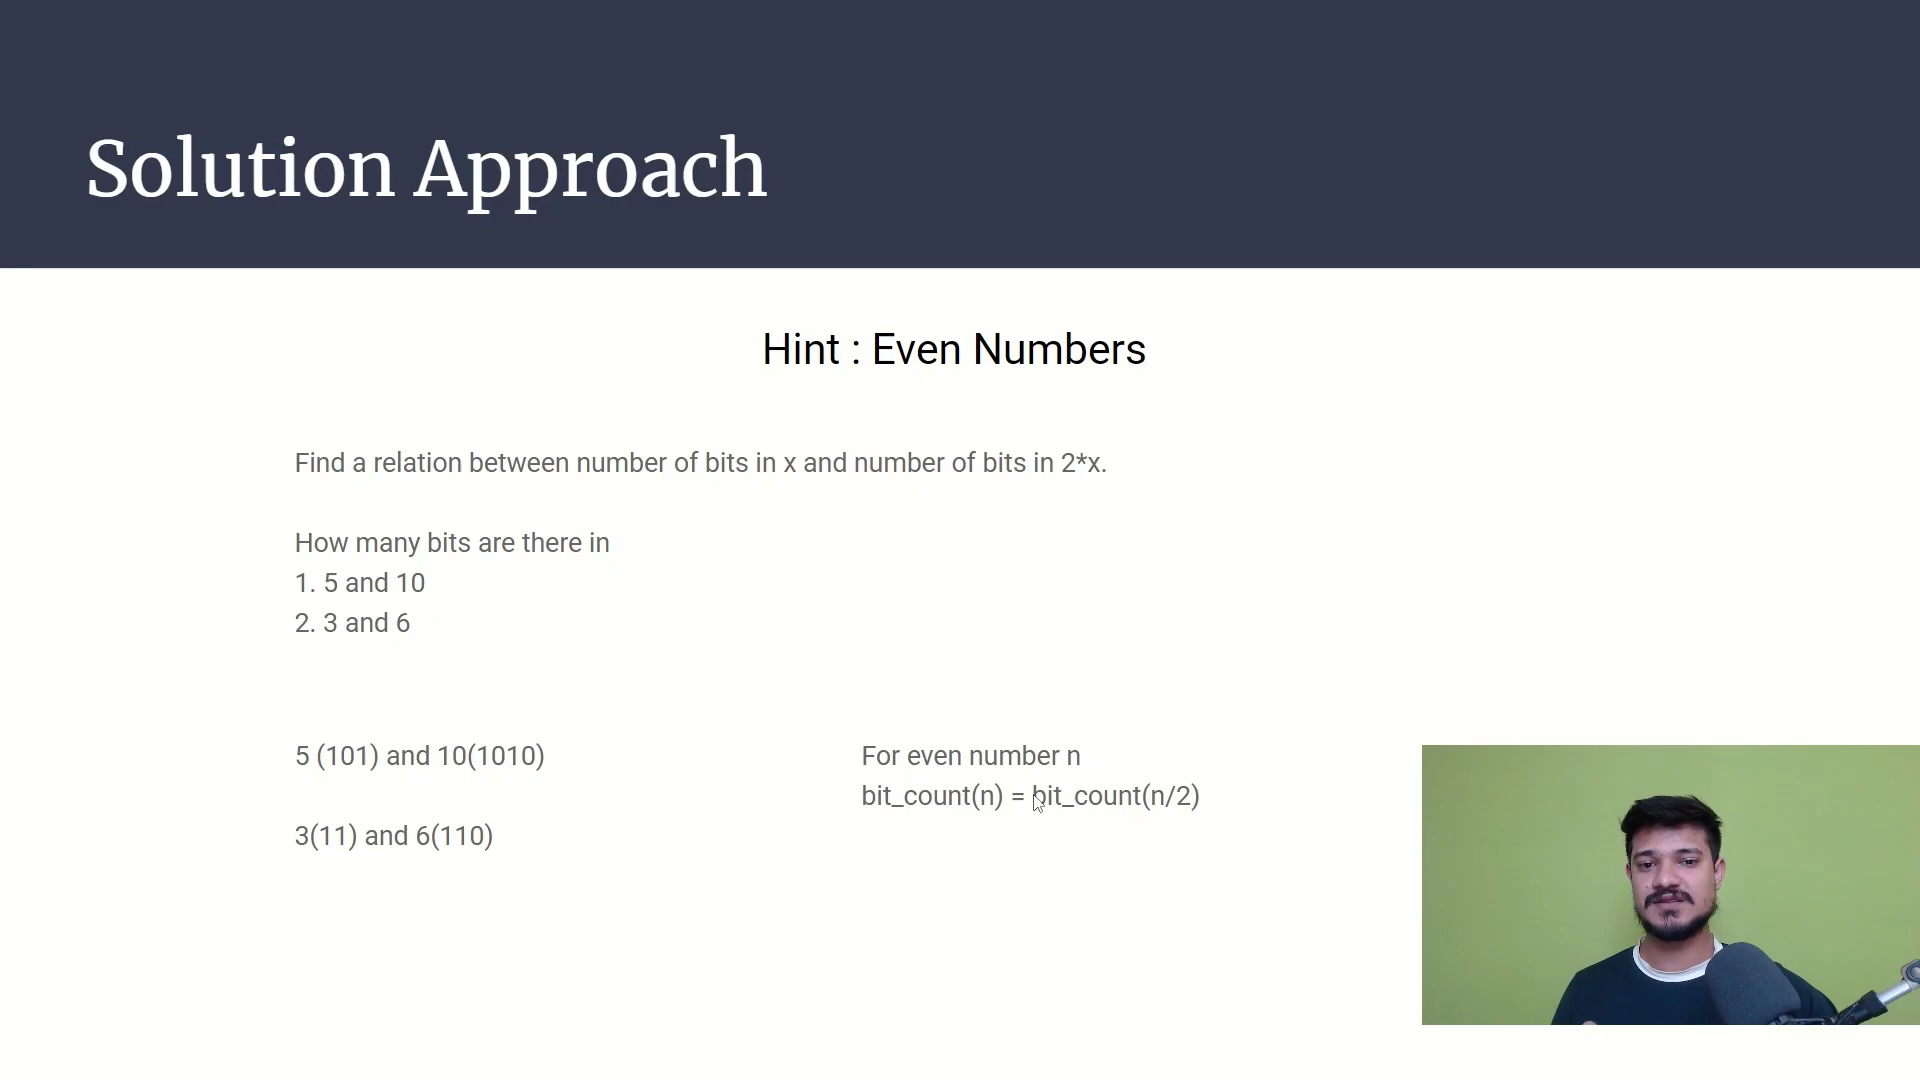 Solution Approach
Hint : Even Numbers
Find a relation between number of bits in x and number of bits in 2*x.
How many bits are there in
1. 5 and 10
2. 3 and 6
5 (101) and 10(1010)
3(11) and 6(110)
For even number n
bit_count(n) = bit_count(n/2)